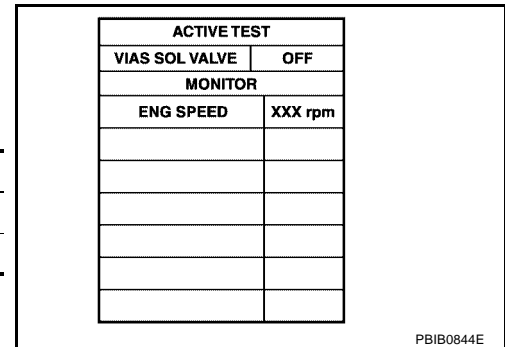 ACTIVE TEST
VIAS SOL VALVE OFF
MONITOR
ENG SPEED XXX rpm
PBIB0844E